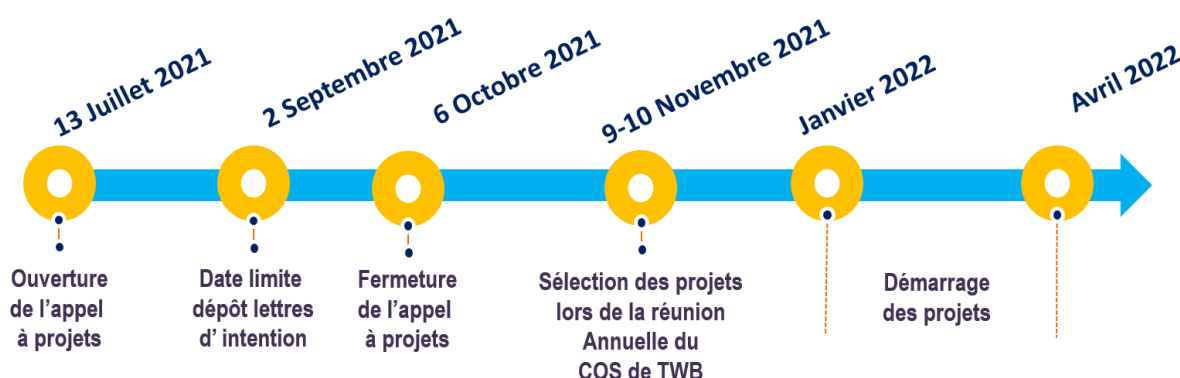 13 Juillet 2021
2 Septembre 2021
6 Octobre 2021
9-10 Novembre 2021
Janvier 2022
Avril 2022
Ouverture
de l’appel
à projets
Date limite
dépôt lettres
d’ intention
Fermeture
de l’appel
à projets
Sélection des projets
lors de la réunion
Annuelle du
COS de TWB
Démarrage
des projets